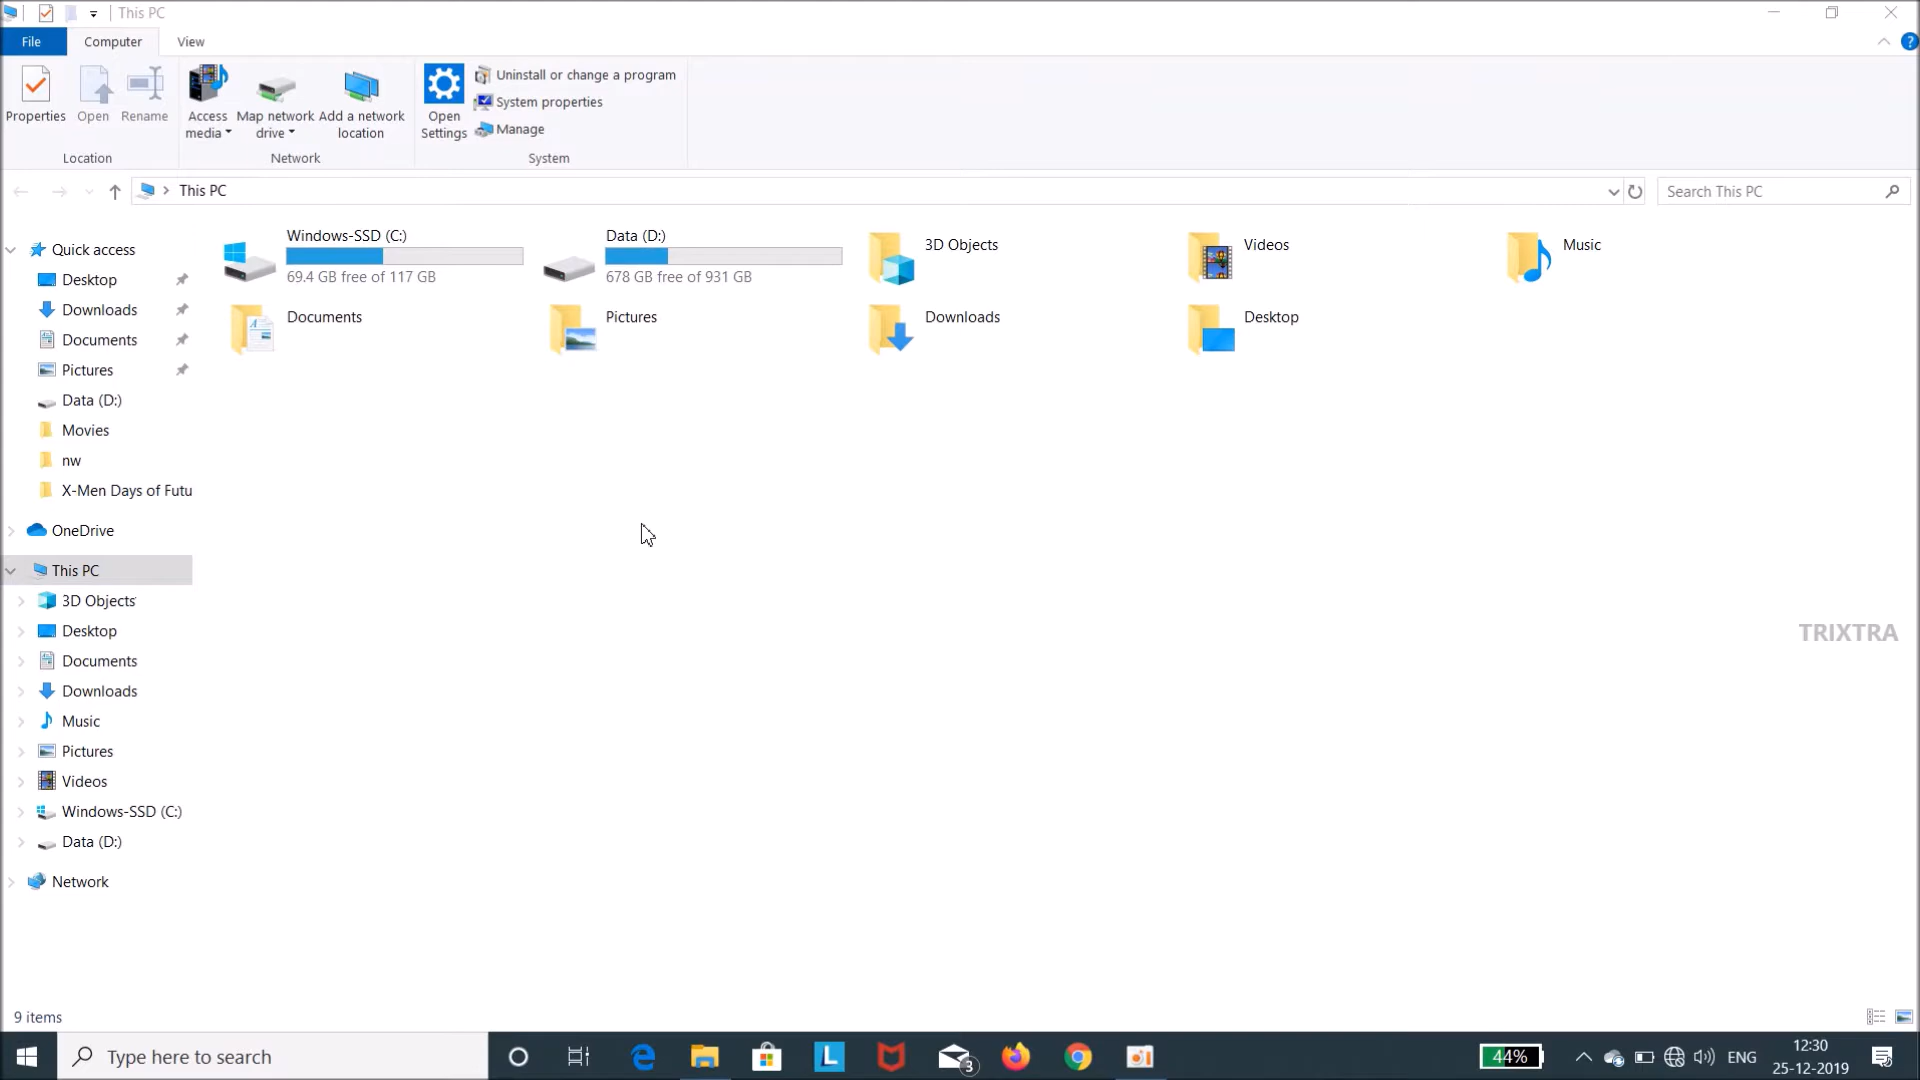 This PC
File
Computer
View
Properties
Open
Rename
Location
Access
media
Map network
drive
Add a network
location
Network
Open
Settings
Uninstall or change a program
System properties
Manage
System
This PC
Search This PC
Quick access
Desktop
Downloads
Documents
Pictures
Data (D:)
Movies
nw
X-Men Days of Futu
OneDrive
This PC
3D Objects
Desktop
Documents
Downloads
Music
Pictures
Videos
Windows-SSD (C:)
Data (D:)
Network
Windows-SSD (C:)
69.4 GB free of 117 GB
Data (D:)
678 GB free of 931 GB
3D Objects
Videos
Music
Documents
Pictures
Downloads
Desktop
TRIXTRA
9 items
Type here to search
L
3
44%
ENG
12:30
25-12-2019